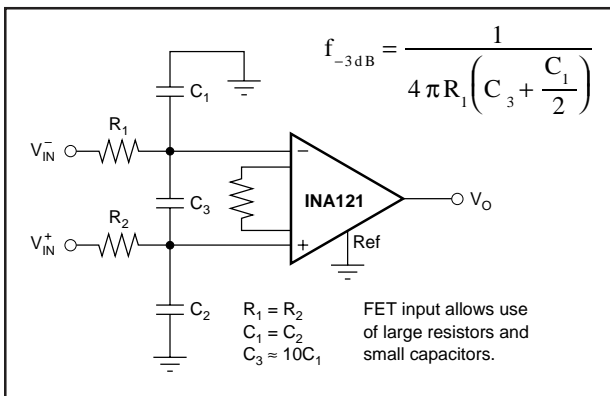 f₋₃dB = 1 / (4πR₁(C₃ + C₁/2))
C₁
R₁
V⁻IN
−
C₃
INA121
V_O
R₂
V⁺IN
+
Ref
C₂
R₁ = R₂
C₁ = C₂
C₃ ≈ 10C₁
FET input allows use
of large resistors and
small capacitors.